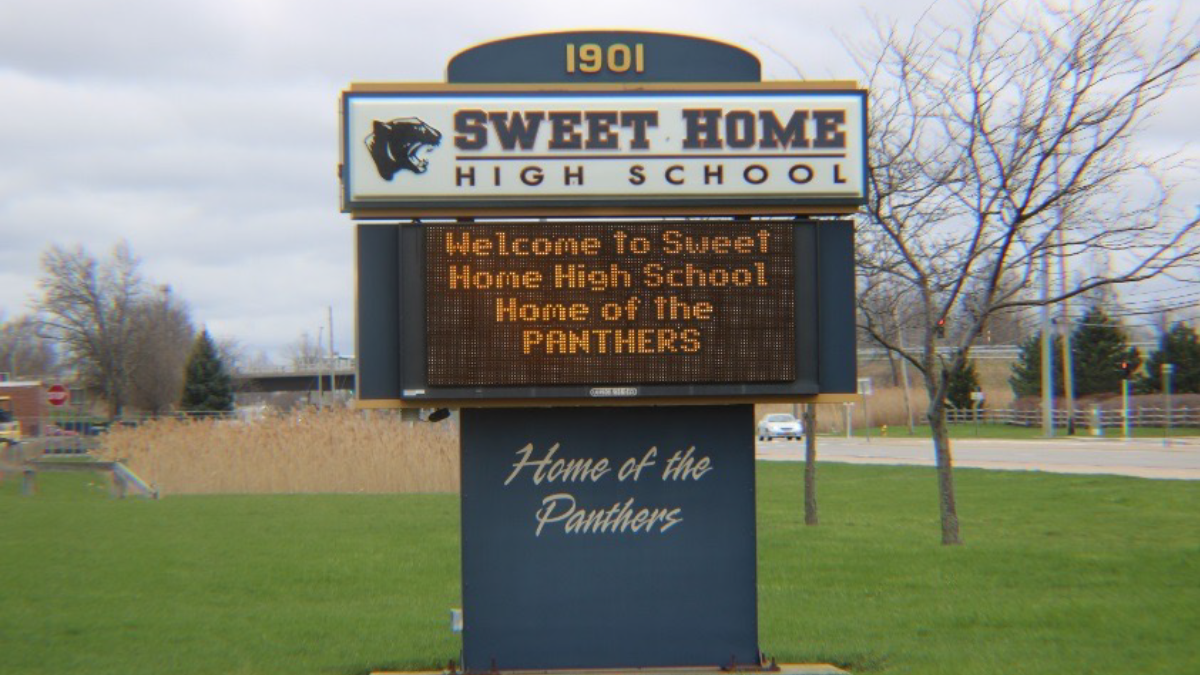 1901
SWEET HOME
HIGH SCHOOL
Welcome to Sweet
Home High School
Home of the
PANTHERS
Home of the
Panthers